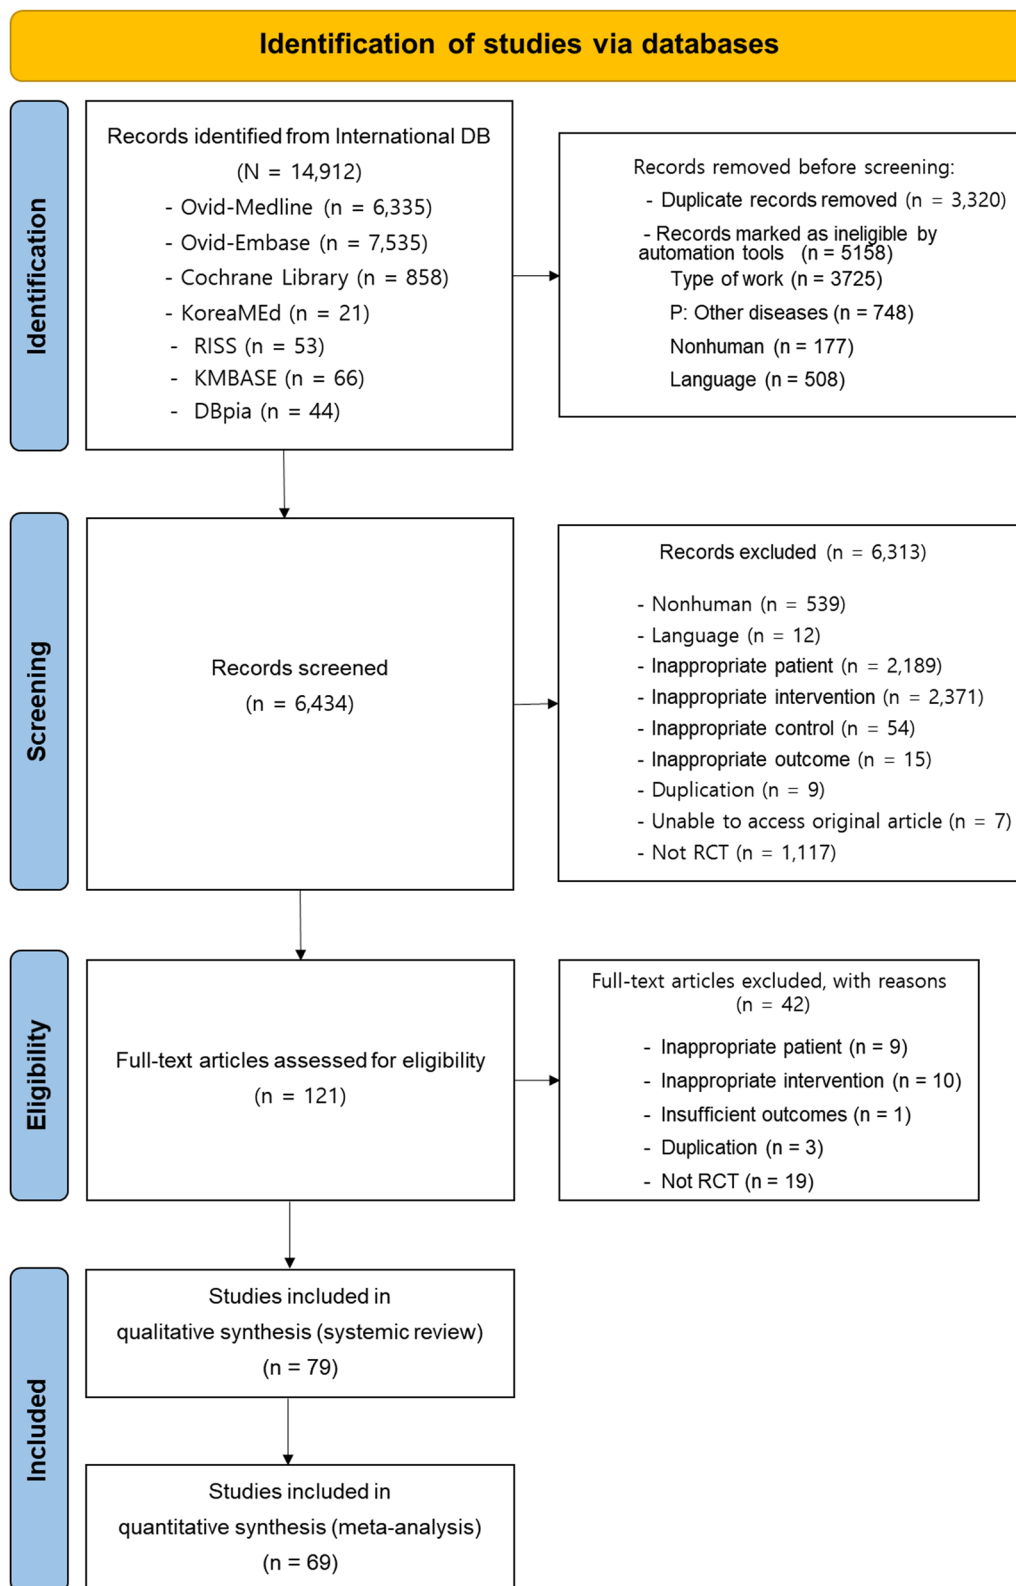 Identification of studies via databases
Identification
Records identified from International DB
(N = 14,912)
- Ovid-Medline (n = 6,335)
- Ovid-Embase (n = 7,535)
- Cochrane Library (n = 858)
- KoreaMEd (n = 21)
- RISS (n = 53)
- KMBASE (n = 66)
- DBpia (n = 44)
Records removed before screening:
- Duplicate records removed (n = 3,320)
- Records marked as ineligible by
automation tools (n = 5158)
Type of work (n = 3725)
P: Other diseases (n = 748)
Nonhuman (n = 177)
Language (n = 508)
Screening
Records screened
(n = 6,434)
Records excluded (n = 6,313)
- Nonhuman (n = 539)
- Language (n = 12)
- Inappropriate patient (n = 2,189)
- Inappropriate intervention (n = 2,371)
- Inappropriate control (n = 54)
- Inappropriate outcome (n = 15)
- Duplication (n = 9)
- Unable to access original article (n = 7)
- Not RCT (n = 1,117)
Eligibility
Full-text articles assessed for eligibility
(n = 121)
Full-text articles excluded, with reasons
(n = 42)
- Inappropriate patient (n = 9)
- Inappropriate intervention (n = 10)
- Insufficient outcomes (n = 1)
- Duplication (n = 3)
- Not RCT (n = 19)
Included
Studies included in
qualitative synthesis (systemic review)
(n = 79)
Studies included in
quantitative synthesis (meta-analysis)
(n = 69)